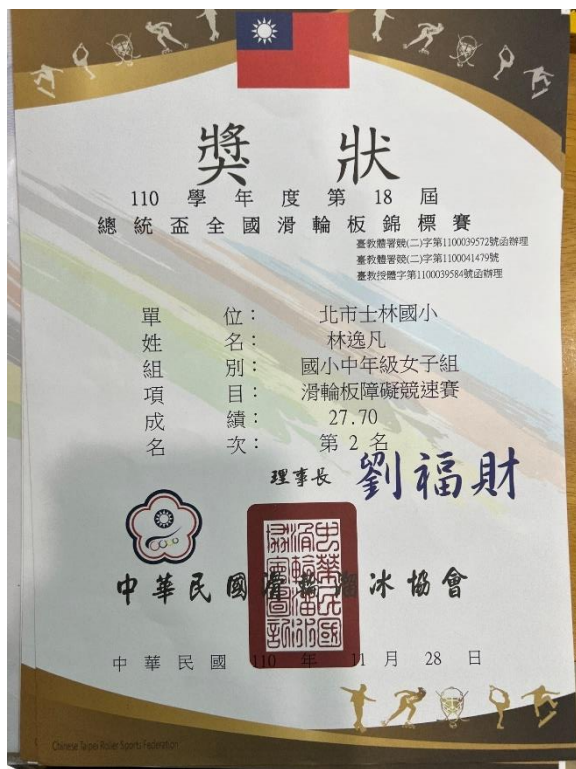 獎狀
110 學年度第 18 屆
總統盃全國滑輪板錦標賽
臺教體署競(二)字第1100039572號函辦理
臺教體署競(二)字第1100041479號
臺教授體字第1100039584號函辦理
單位： 北市士林國小
姓名： 林逸凡
組別： 國小中年級女子組
項目： 滑輪板障礙競速賽
成績： 27.70
名次： 第 2 名
理事長 劉福財
中華民國滑輪溜冰協會
中華民國 110 年 11 月 28 日
Chinese Taipei Roller Sports Federation